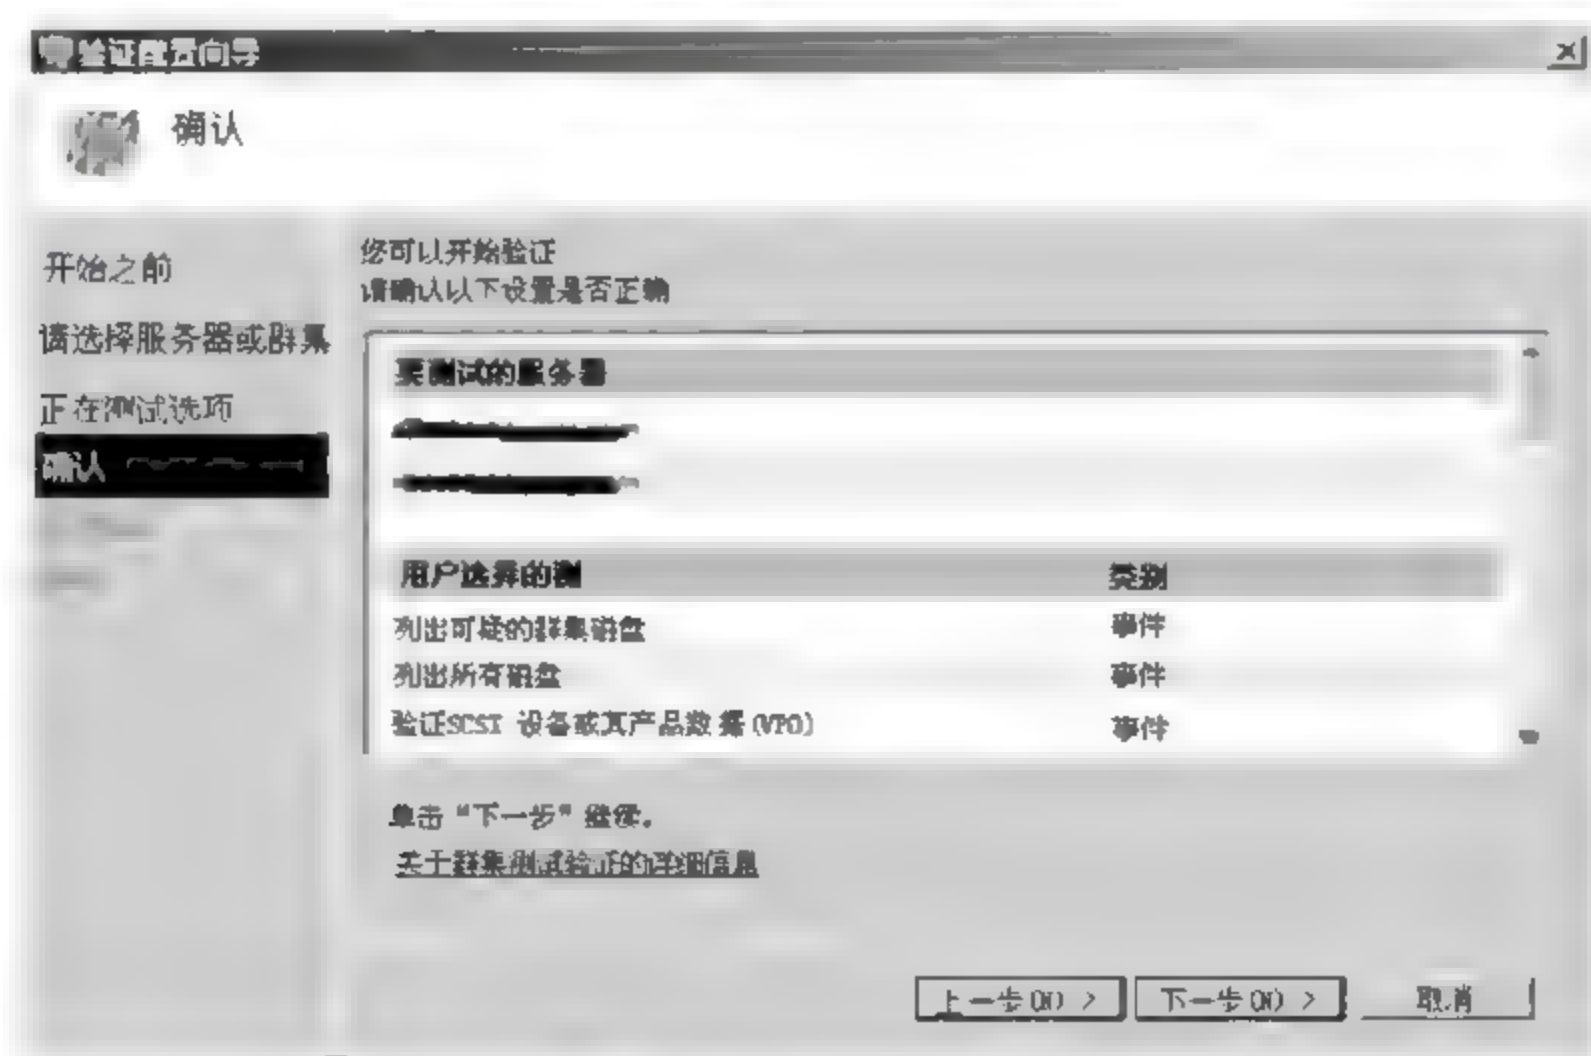 验证配置向导
确认
开始之前
请选择服务器或群集
正在测试选项
确认
您可以开始验证
请确认以下设置是否正确
要测试的服务器
用户选择的测
类别
列出可疑的群集磁盘
事件
列出所有磁盘
事件
验证SCSI 设备或其产品数据(VPO)
事件
单击“下一步”继续。
关于群集测试验证的详细信息
上一步(N) >
下一步(N) >
取消